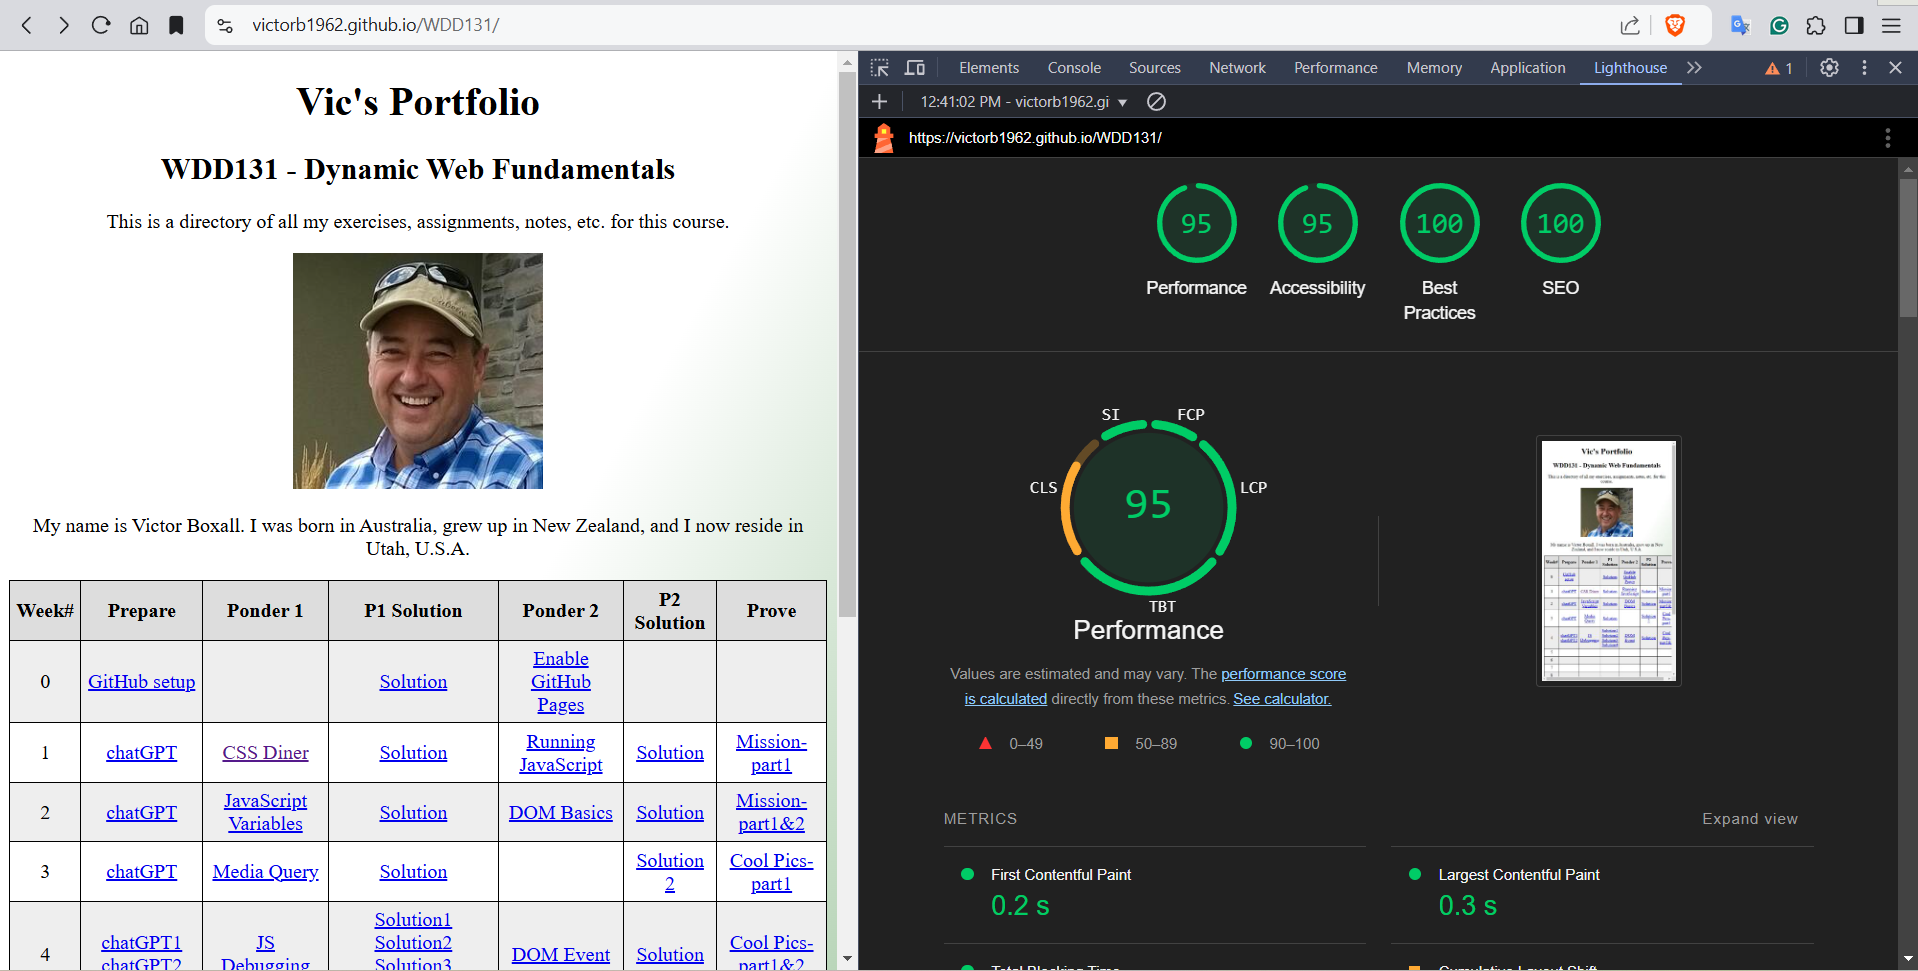 victorb1962.github.io/WDD131/
Vic's Portfolio
WDD131 - Dynamic Web Fundamentals
This is a directory of all my exercises, assignments, notes, etc. for this course.
My name is Victor Boxall. I was born in Australia, grew up in New Zealand, and I now reside in
Utah, U.S.A.
Week# Prepare Ponder 1 P1 Solution Ponder 2 P2 Solution Prove
0 GitHub setup Solution Enable GitHub Pages
1 chatGPT CSS Diner Solution Running JavaScript Solution Mission-part1
2 chatGPT JavaScript Variables Solution DOM Basics Solution Mission-part1&2
3 chatGPT Media Query Solution Solution 2 Cool Pics-part1
4 chatGPT1 chatGPT2 JS Debugging Solution1 Solution2 Solution3 DOM Event Solution Cool Pics-part1&2
Elements Console Sources Network Performance Memory Application Lighthouse 1
12:41:02 PM - victorb1962.gi
https://victorb1962.github.io/WDD131/
95 95 100 100
Performance Accessibility Best Practices SEO
SI FCP
CLS LCP
95
TBT
Performance
Values are estimated and may vary. The performance score
is calculated directly from these metrics. See calculator.
0–49 50–89 90–100
Vic's Portfolio
WDD131 - Dynamic Web Fundamentals
METRICS Expand view
First Contentful Paint Largest Contentful Paint
0.2 s 0.3 s
Total Blocking Time Cumulative Layout Shift